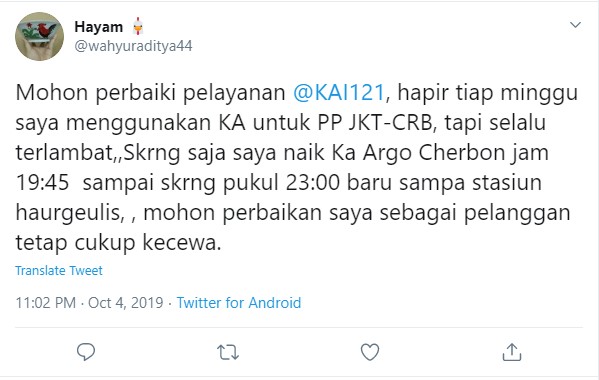 Hayam
@wahyuraditya44
Mohon perbaiki pelayanan @KAI121, hapir tiap minggu
saya menggunakan KA untuk PP JKT-CRB, tapi selalu
terlambat,,Skrng saja saya naik Ka Argo Cherbon jam
19:45  sampai skrng pukul 23:00 baru sampa stasiun
haurgeulis, , mohon perbaikan saya sebagai pelanggan
tetap cukup kecewa.
Translate Tweet
11:02 PM · Oct 4, 2019 · Twitter for Android